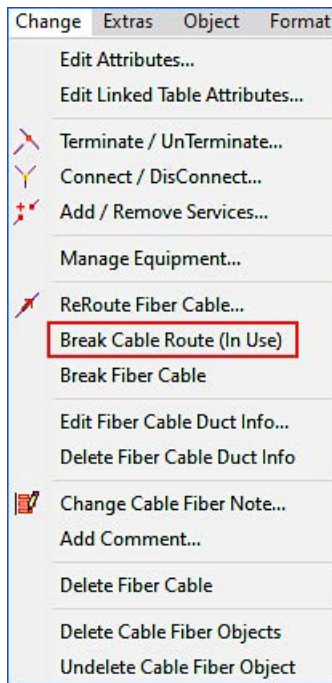 Change Extras Object Format
Edit Attributes...
Edit Linked Table Attributes...
Terminate / UnTerminate...
Connect / DisConnect...
Add / Remove Services...
Manage Equipment...
ReRoute Fiber Cable...
Break Cable Route (In Use)
Break Fiber Cable
Edit Fiber Cable Duct Info...
Delete Fiber Cable Duct Info
Change Cable Fiber Note...
Add Comment...
Delete Fiber Cable
Delete Cable Fiber Objects
Undelete Cable Fiber Object